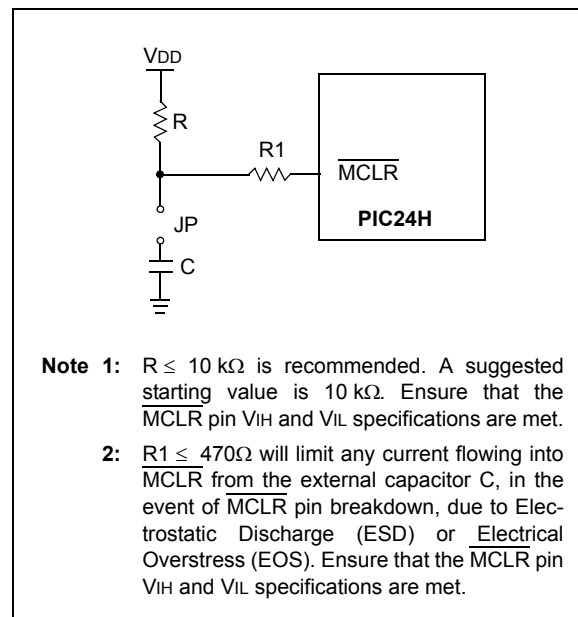 VDD
R
R1
MCLR
JP
PIC24H
C
Note 1: R ≤ 10 kΩ is recommended. A suggested
starting value is 10 kΩ. Ensure that the
MCLR pin VIH and VIL specifications are met.
2: R1 ≤ 470Ω will limit any current flowing into
MCLR from the external capacitor C, in the
event of MCLR pin breakdown, due to Elec-
trostatic Discharge (ESD) or Electrical
Overstress (EOS). Ensure that the MCLR pin
VIH and VIL specifications are met.